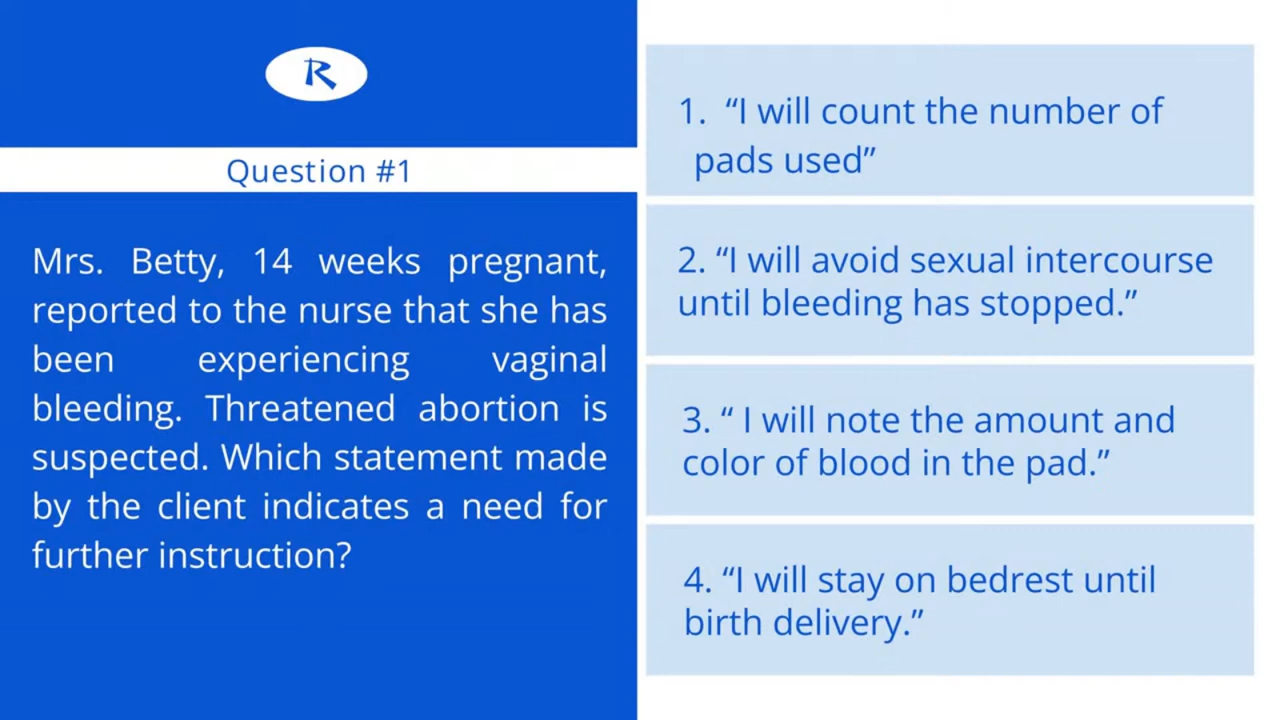 R
Question #1
Mrs. Betty, 14 weeks pregnant,
reported to the nurse that she has
been experiencing vaginal
bleeding. Threatened abortion is
suspected. Which statement made
by the client indicates a need for
further instruction?
1. “I will count the number of
pads used”
2. “I will avoid sexual intercourse
until bleeding has stopped.”
3. “ I will note the amount and
color of blood in the pad.”
4. “I will stay on bedrest until
birth delivery.”